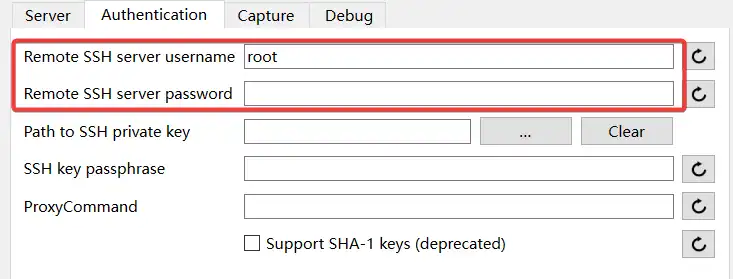 Server Authentication Capture Debug
Remote SSH server username root
Remote SSH server password
Path to SSH private key ... Clear
SSH key passphrase
ProxyCommand
Support SHA-1 keys (deprecated)